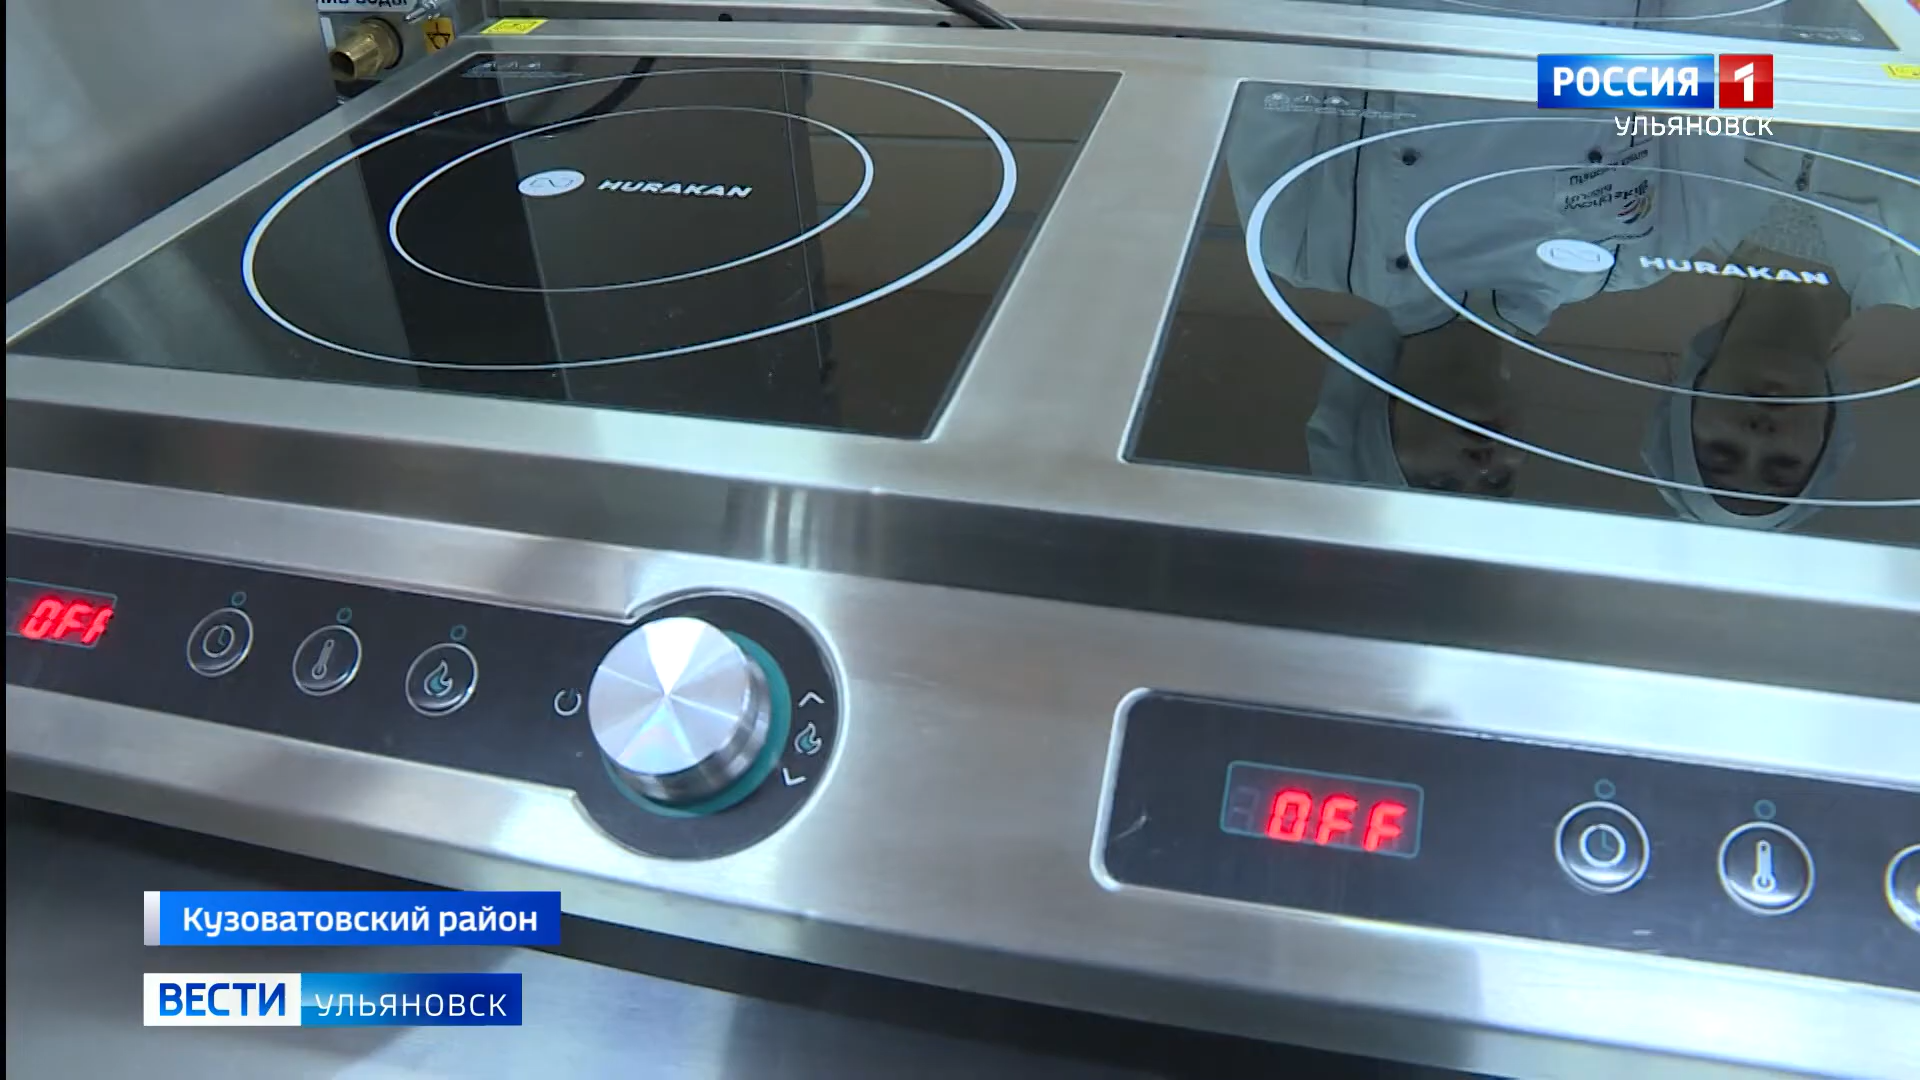 РОССИЯ 1
УЛЬЯНОВСК
HURAKAN
HURAKAN
OFF
OFF
Кузоватовский район
ВЕСТИ УЛЬЯНОВСК